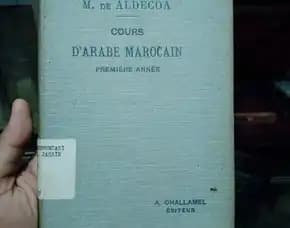 M. DE ALDECOA
COURS
D'ARABE MAROCAIN
PREMIÈRE ANNÉE
A. CHALLAMEL
ÉDITEUR